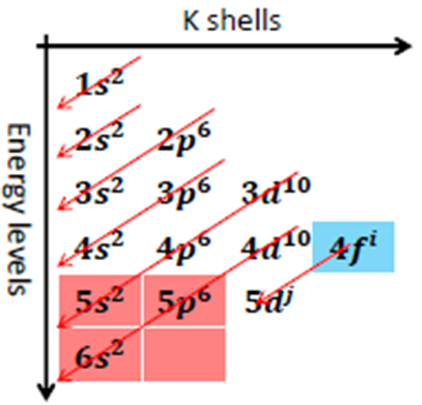 K shells
Energy levels
1s²
2s² 2p⁶
3s² 3p⁶ 3d¹⁰
4s² 4p⁶ 4d¹⁰ 4fⁱ
5s² 5p⁶ 5dʲ
6s²